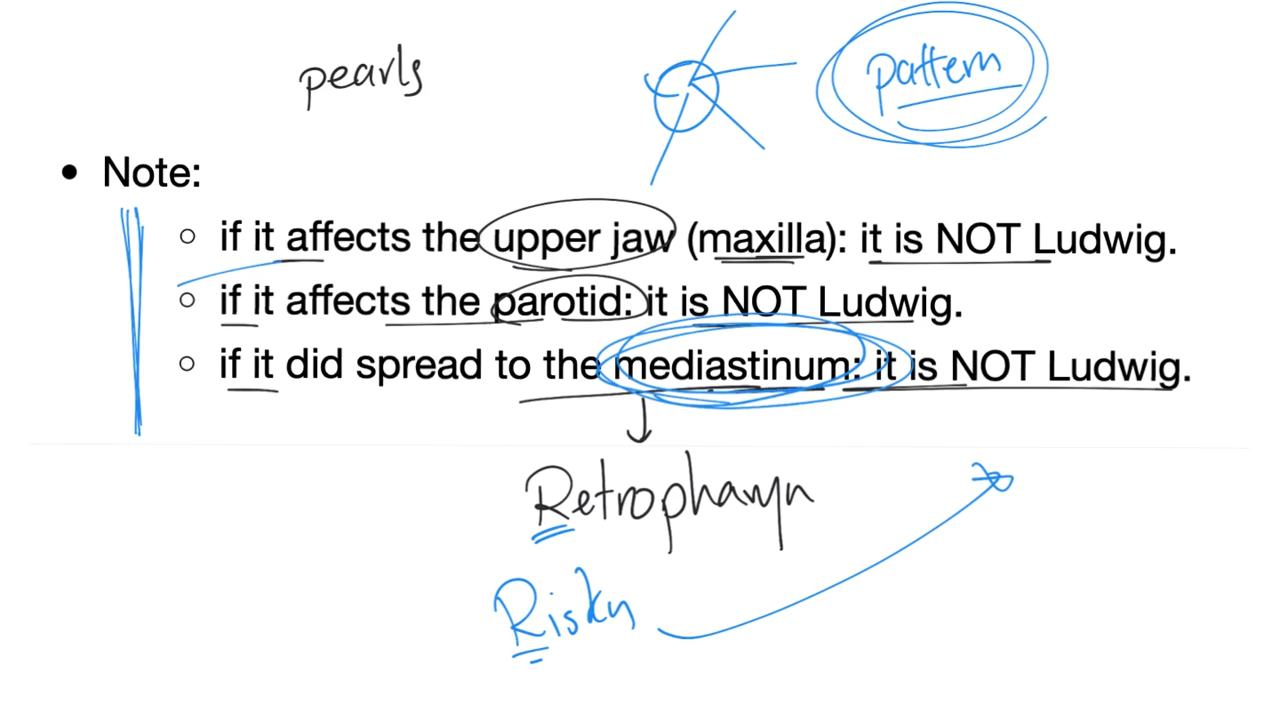 pearls
pattern
• Note:
○ if it affects the upper jaw (maxilla): it is NOT Ludwig.
○ if it affects the parotid: it is NOT Ludwig.
○ if it did spread to the mediastinum: it is NOT Ludwig.
Retropharyn
Risky